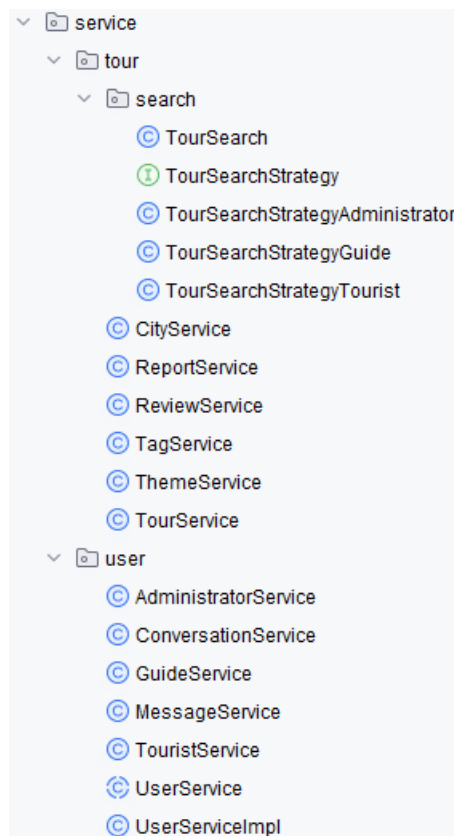 service
tour
search
TourSearch
TourSearchStrategy
TourSearchStrategyAdministrator
TourSearchStrategyGuide
TourSearchStrategyTourist
CityService
ReportService
ReviewService
TagService
ThemeService
TourService
user
AdministratorService
ConversationService
GuideService
MessageService
TouristService
UserService
UserServiceImpl